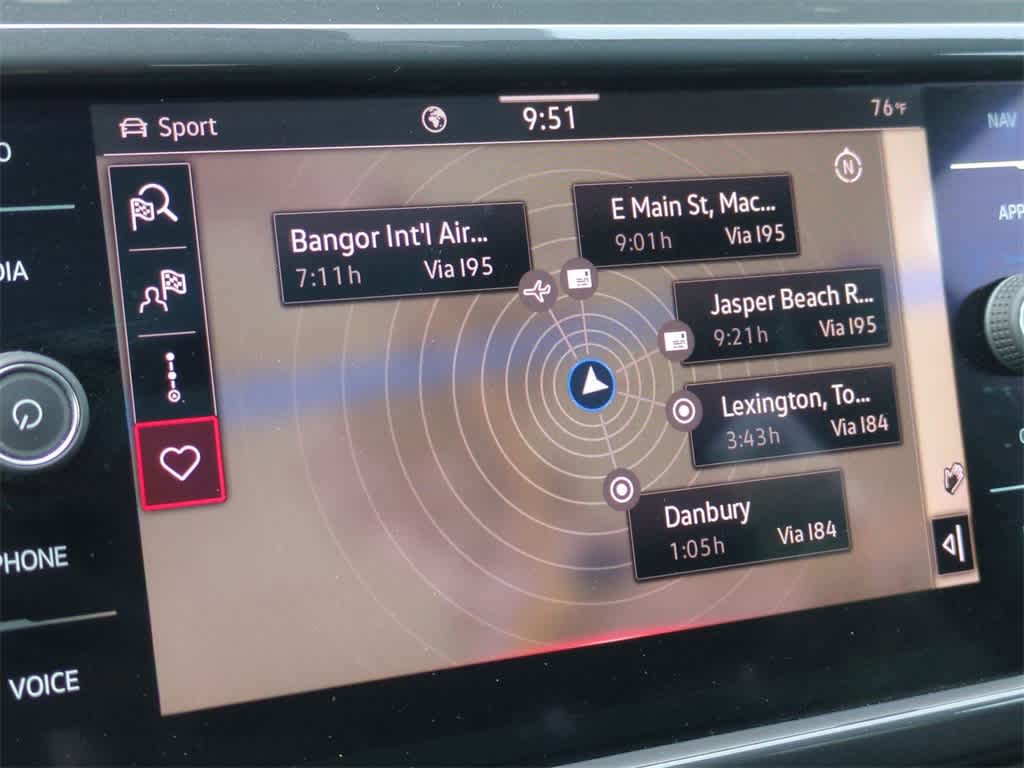 Sport
9:51
76°F
NAV
N
E Main St, Mac...
9:01h Via I95
Bangor Int'l Air...
7:11h Via I95
Jasper Beach R...
9:21h Via I95
Lexington, To...
3:43h Via I84
Danbury
1:05h Via I84
PHONE
VOICE